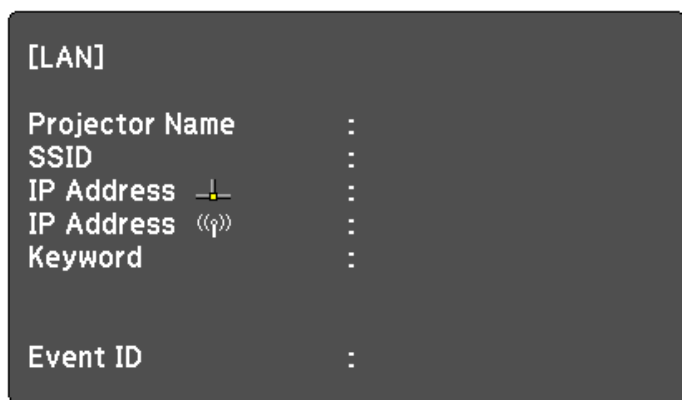 [LAN]
Projector Name :
SSID :
IP Address :
IP Address :
Keyword :
Event ID :